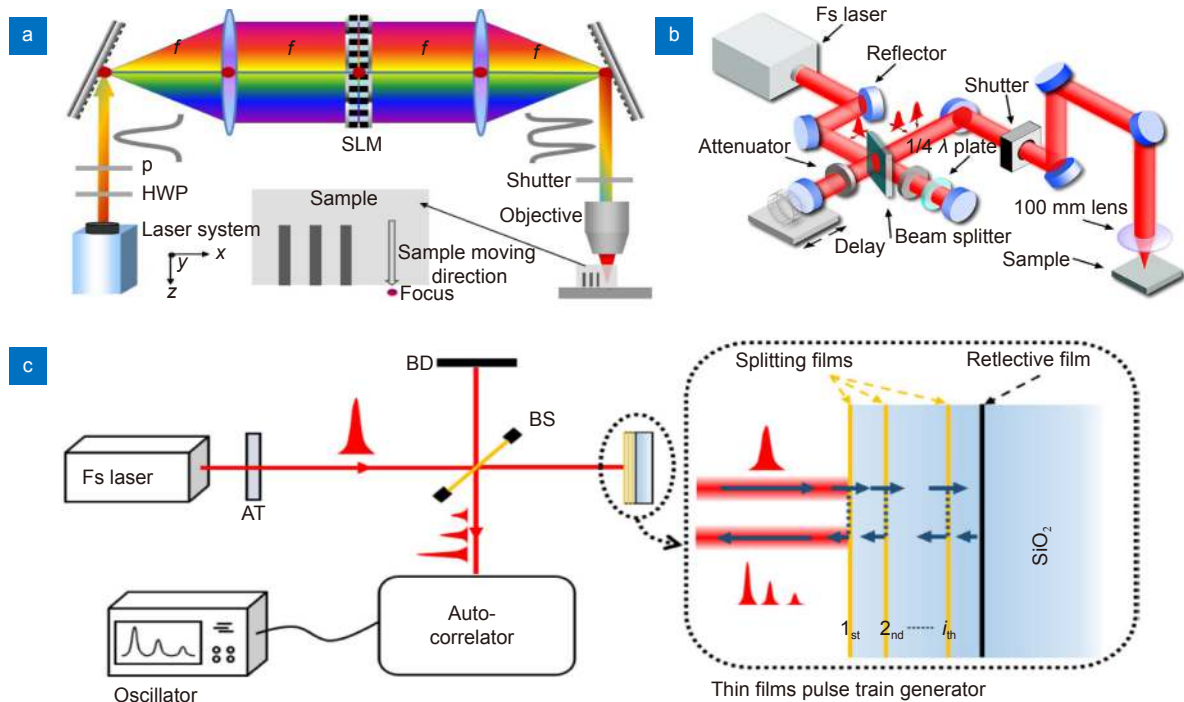 a
f
f
f
f
SLM
p
HWP
Laser system
x
y
z
Sample
Sample moving
direction
Focus
Shutter
Objective
b
Fs laser
Reflector
Shutter
Attenuator
1/4 λ plate
100 mm lens
Delay
Beam splitter
Sample
c
BD
BS
Fs laser
AT
Auto-
correlator
Oscillator
Splitting films
Retlective film
SiO₂
1st 2nd ······ ith
Thin films pulse train generator